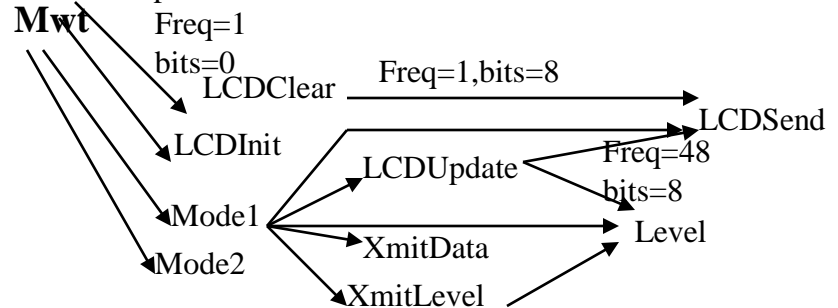 Mwt
Freq=1
bits=0
LCDClear
Freq=1,bits=8
LCDSend
LCDInit
LCDUpdate
Freq=48
bits=8
Mode1
Level
XmitData
Mode2
XmitLevel